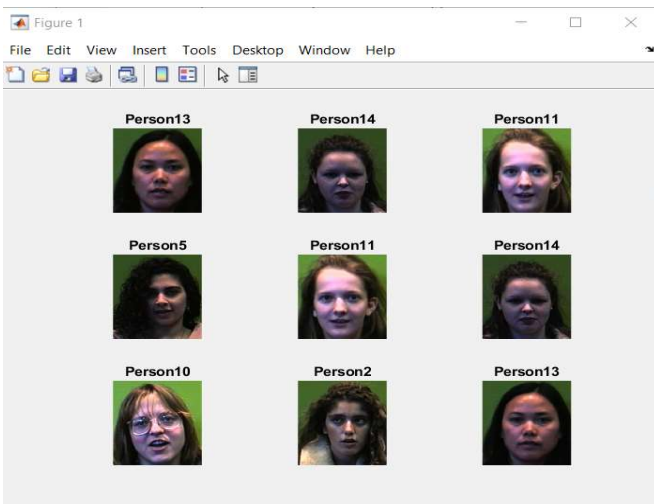 Figure 1
File Edit View Insert Tools Desktop Window Help
Person13 Person14 Person11
Person5 Person11 Person14
Person10 Person2 Person13